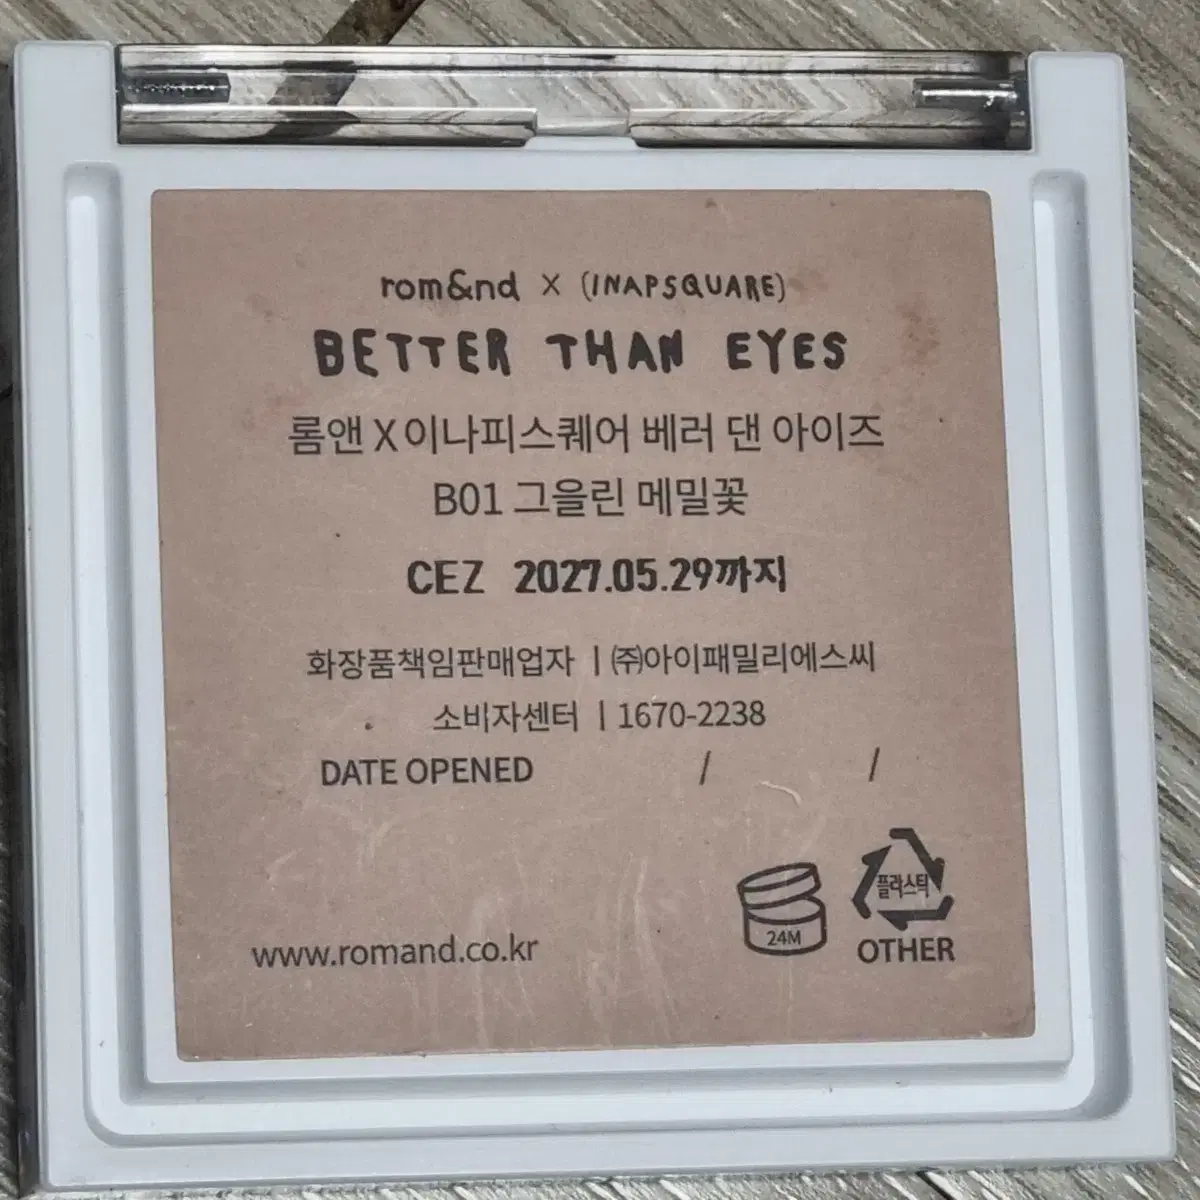 rom&nd X (INAPSQUARE)
BETTER THAN EYES
롬앤X이나피스퀘어 베러 댄 아이즈
B01 그을린 메밀꽃
CEZ 2027.05.29까지
화장품책임판매업자 | ㈜아이패밀리에스씨
소비자센터 | 1670-2238
DATE OPENED / /
플라스틱
24M
OTHER
www.romand.co.kr